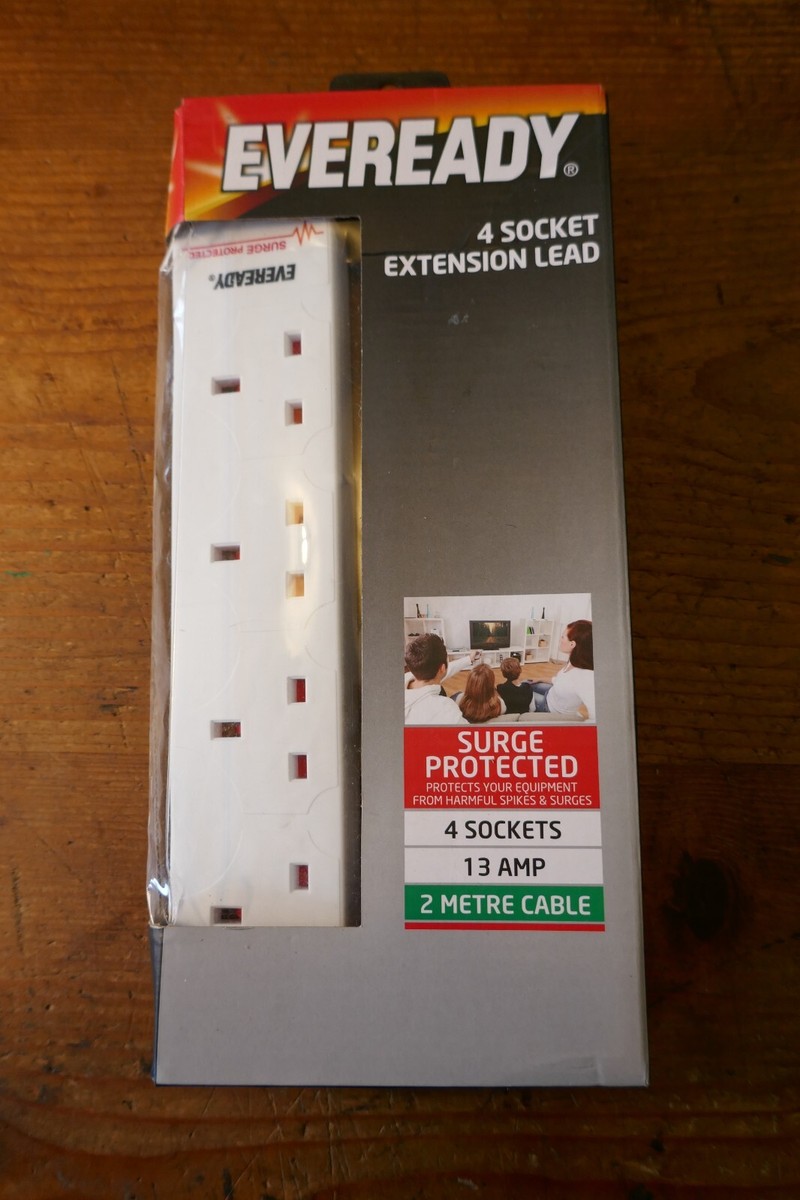 EVEREADY®
4 SOCKET
EXTENSION LEAD
SURGE PROTECTED
EVEREADY®
SURGE
PROTECTED
PROTECTS YOUR EQUIPMENT
FROM HARMFUL SPIKES & SURGES
4 SOCKETS
13 AMP
2 METRE CABLE